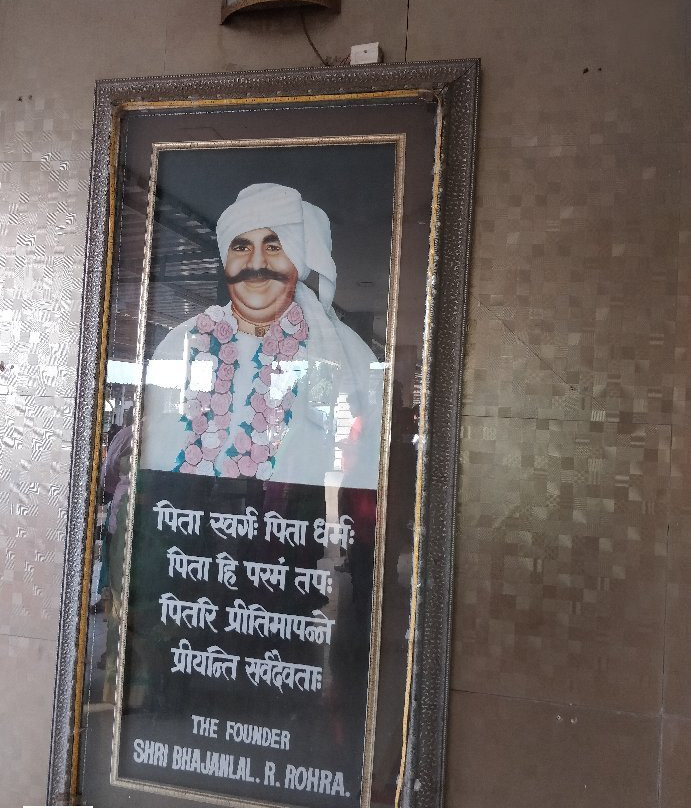 पिता स्वर्गः पिता धर्मः
पिता हि परमं तपः
पितरि प्रीतिमापन्ने
प्रीयन्ति सर्वदैवताः
THE FOUNDER
SHRI BHAJANLAL. R. ROHRA.